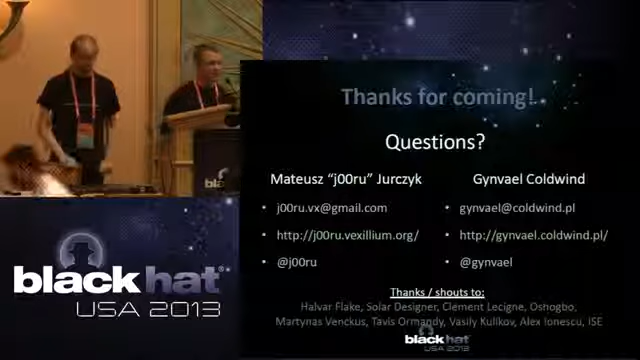 Thanks for coming!
Questions?
Mateusz “j00ru” Jurczyk
• j00ru.vx@gmail.com
• http://j00ru.vexillium.org/
• @j00ru
Gynvael Coldwind
• gynvael@coldwind.pl
• http://gynvael.coldwind.pl/
• @gynvael
Thanks / shouts to:
Halvar Flake, Solar Designer, Clement Lecigne, Oshogbo,
Martynas Venckus, Tavis Ormandy, Vasily Kulikov, Alex Ionescu, iSE
black hat
USA 2013
black hat®
USA 2013
bla